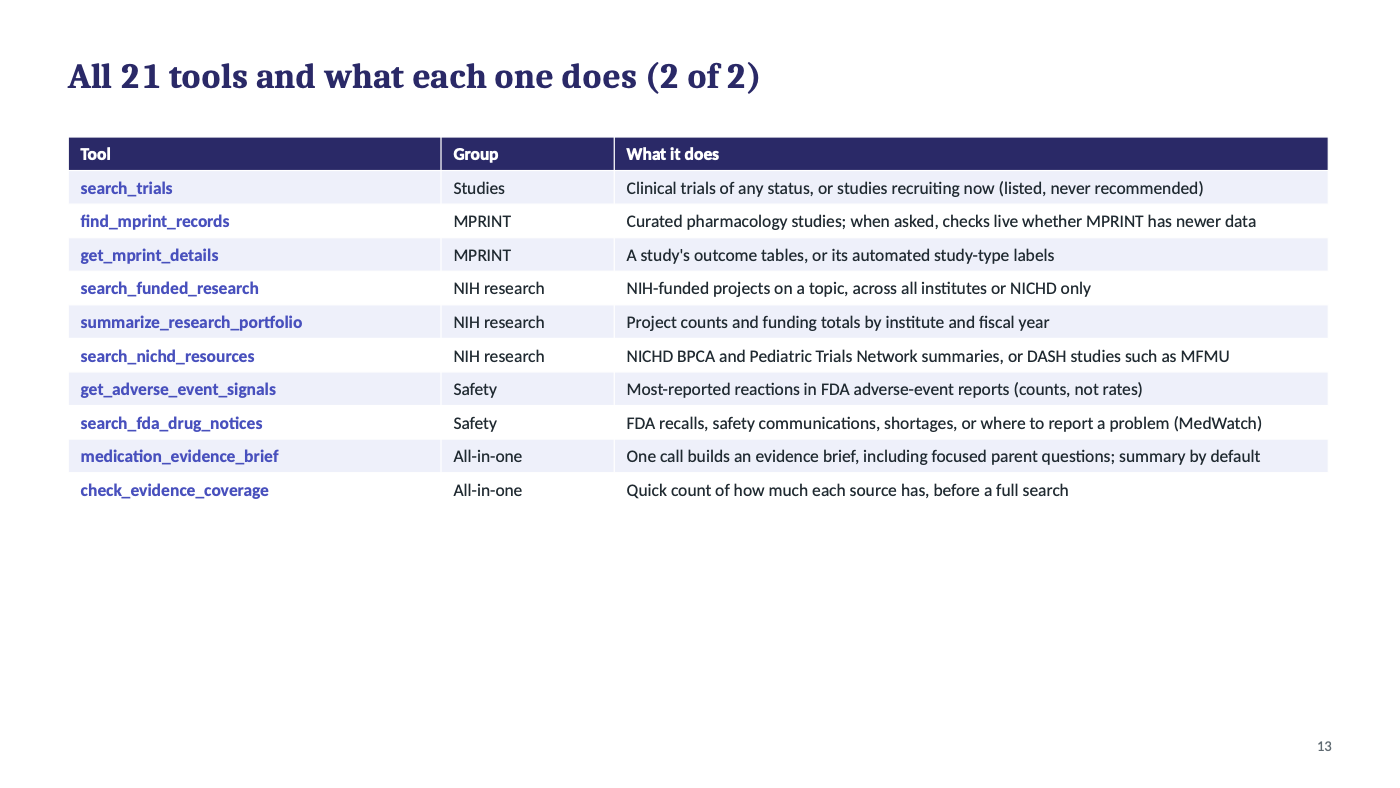 All 21 tools and what each one does (2 of 2)
Tool Group What it does
search_trials Studies Clinical trials of any status, or studies recruiting now (listed, never recommended)
find_mprint_records MPRINT Curated pharmacology studies; when asked, checks live whether MPRINT has newer data
get_mprint_details MPRINT A study's outcome tables, or its automated study-type labels
search_funded_research NIH research NIH-funded projects on a topic, across all institutes or NICHD only
summarize_research_portfolio NIH research Project counts and funding totals by institute and fiscal year
search_nichd_resources NIH research NICHD BPCA and Pediatric Trials Network summaries, or DASH studies such as MFMU
get_adverse_event_signals Safety Most-reported reactions in FDA adverse-event reports (counts, not rates)
search_fda_drug_notices Safety FDA recalls, safety communications, shortages, or where to report a problem (MedWatch)
medication_evidence_brief All-in-one One call builds an evidence brief, including focused parent questions; summary by default
check_evidence_coverage All-in-one Quick count of how much each source has, before a full search
13